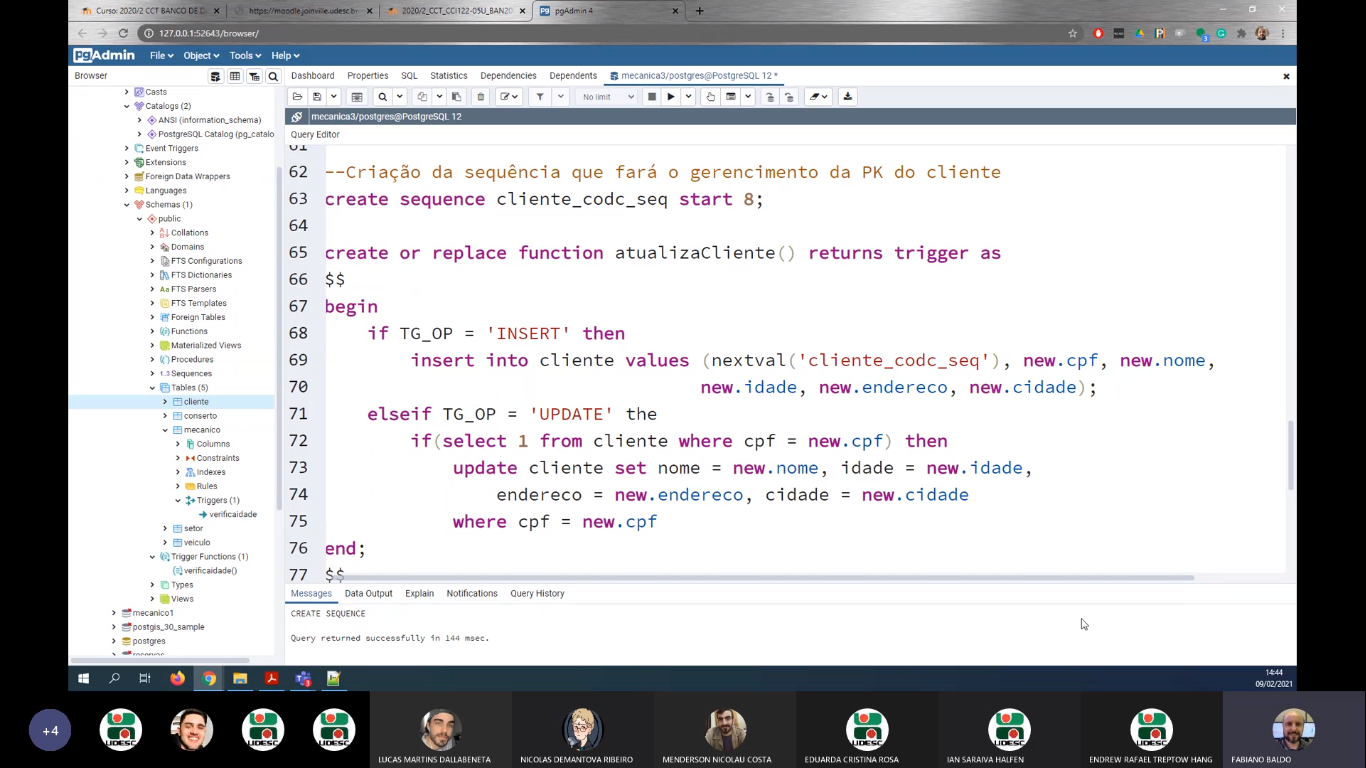 Curso: 2020/2 CCT BANCO DE D
https://moodle.joinville.udesc.br
2020/2_CCT_CCI122-05U_BAN20
pgAdmin 4
127.0.0.1:52643/browser/
pgAdmin
File
Object
Tools
Help
Browser
Dashboard
Properties
SQL
Statistics
Dependencies
Dependents
mecanica3/postgres@PostgreSQL 12 *
No limit
mecanica3/postgres@PostgreSQL 12
Query Editor
Casts
Catalogs (2)
ANSI (information_schema)
PostgreSQL Catalog (pg_catalo
Event Triggers
Extensions
Foreign Data Wrappers
Languages
Schemas (1)
public
Collations
Domains
FTS Configurations
FTS Dictionaries
FTS Parsers
FTS Templates
Foreign Tables
Functions
Materialized Views
Procedures
Sequences
Tables (5)
cliente
conserto
mecanico
Columns
Constraints
Indexes
Rules
Triggers (1)
verificaidade
setor
veiculo
Trigger Functions (1)
verificaidade()
Types
Views
mecanico1
postgis_30_sample
postgres
reservas
61
62 --Criação da sequência que fará o gerencimento da PK do cliente
63 create sequence cliente_codc_seq start 8;
64
65 create or replace function atualizaCliente() returns trigger as
66 $$
67 begin
68 if TG_OP = 'INSERT' then
69 insert into cliente values (nextval('cliente_codc_seq'), new.cpf, new.nome,
70 new.idade, new.endereco, new.cidade);
71 elseif TG_OP = 'UPDATE' the
72 if(select 1 from cliente where cpf = new.cpf) then
73 update cliente set nome = new.nome, idade = new.idade,
74 endereco = new.endereco, cidade = new.cidade
75 where cpf = new.cpf
76 end;
77 $$
Messages
Data Output
Explain
Notifications
Query History
CREATE SEQUENCE
Query returned successfully in 144 msec.
14:44
09/02/2021
+4
UDESC
UDESC
UDESC
UDESC
UDESC
UDESC
LUCAS MARTINS DALLABENETA
NICOLAS DEMANTOVA RIBEIRO
MENDERSON NICOLAU COSTA
EDUARDA CRISTINA ROSA
IAN SARAIVA HALFEN
ENDREW RAFAEL TREPTOW HANG
FABIANO BALDO